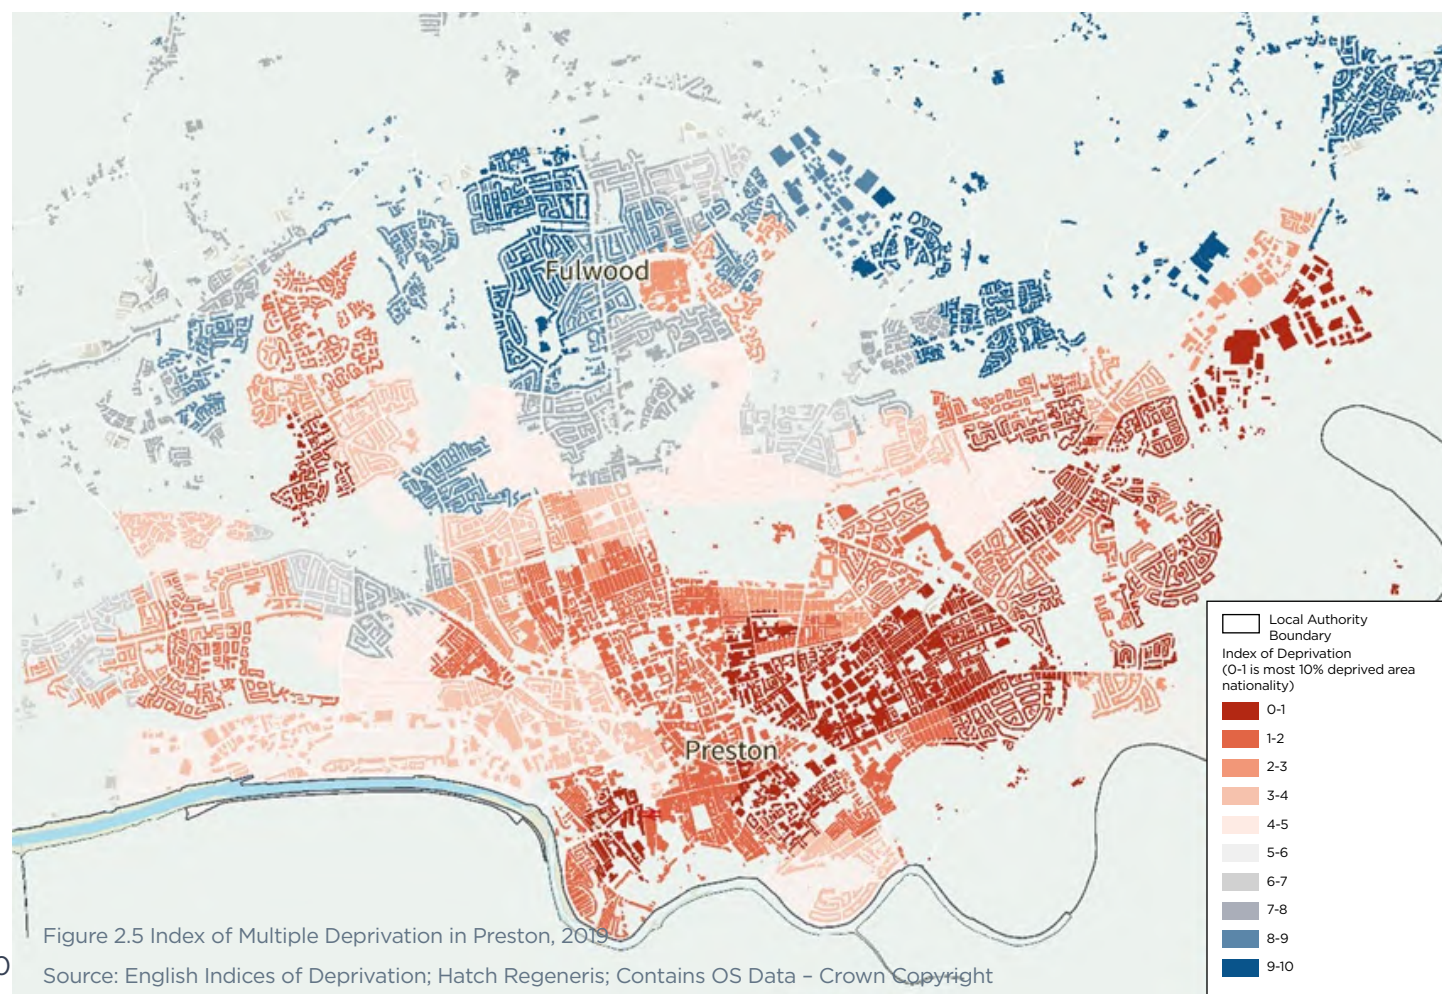 Fulwood
Preston
Local Authority
Boundary
Index of Deprivation
(0-1 is most 10% deprived area
nationality)
0-1
1-2
2-3
3-4
4-5
5-6
6-7
7-8
8-9
9-10
Figure 2.5 Index of Multiple Deprivation in Preston, 2019
0
Source: English Indices of Deprivation; Hatch Regeneris; Contains OS Data – Crown Copyright